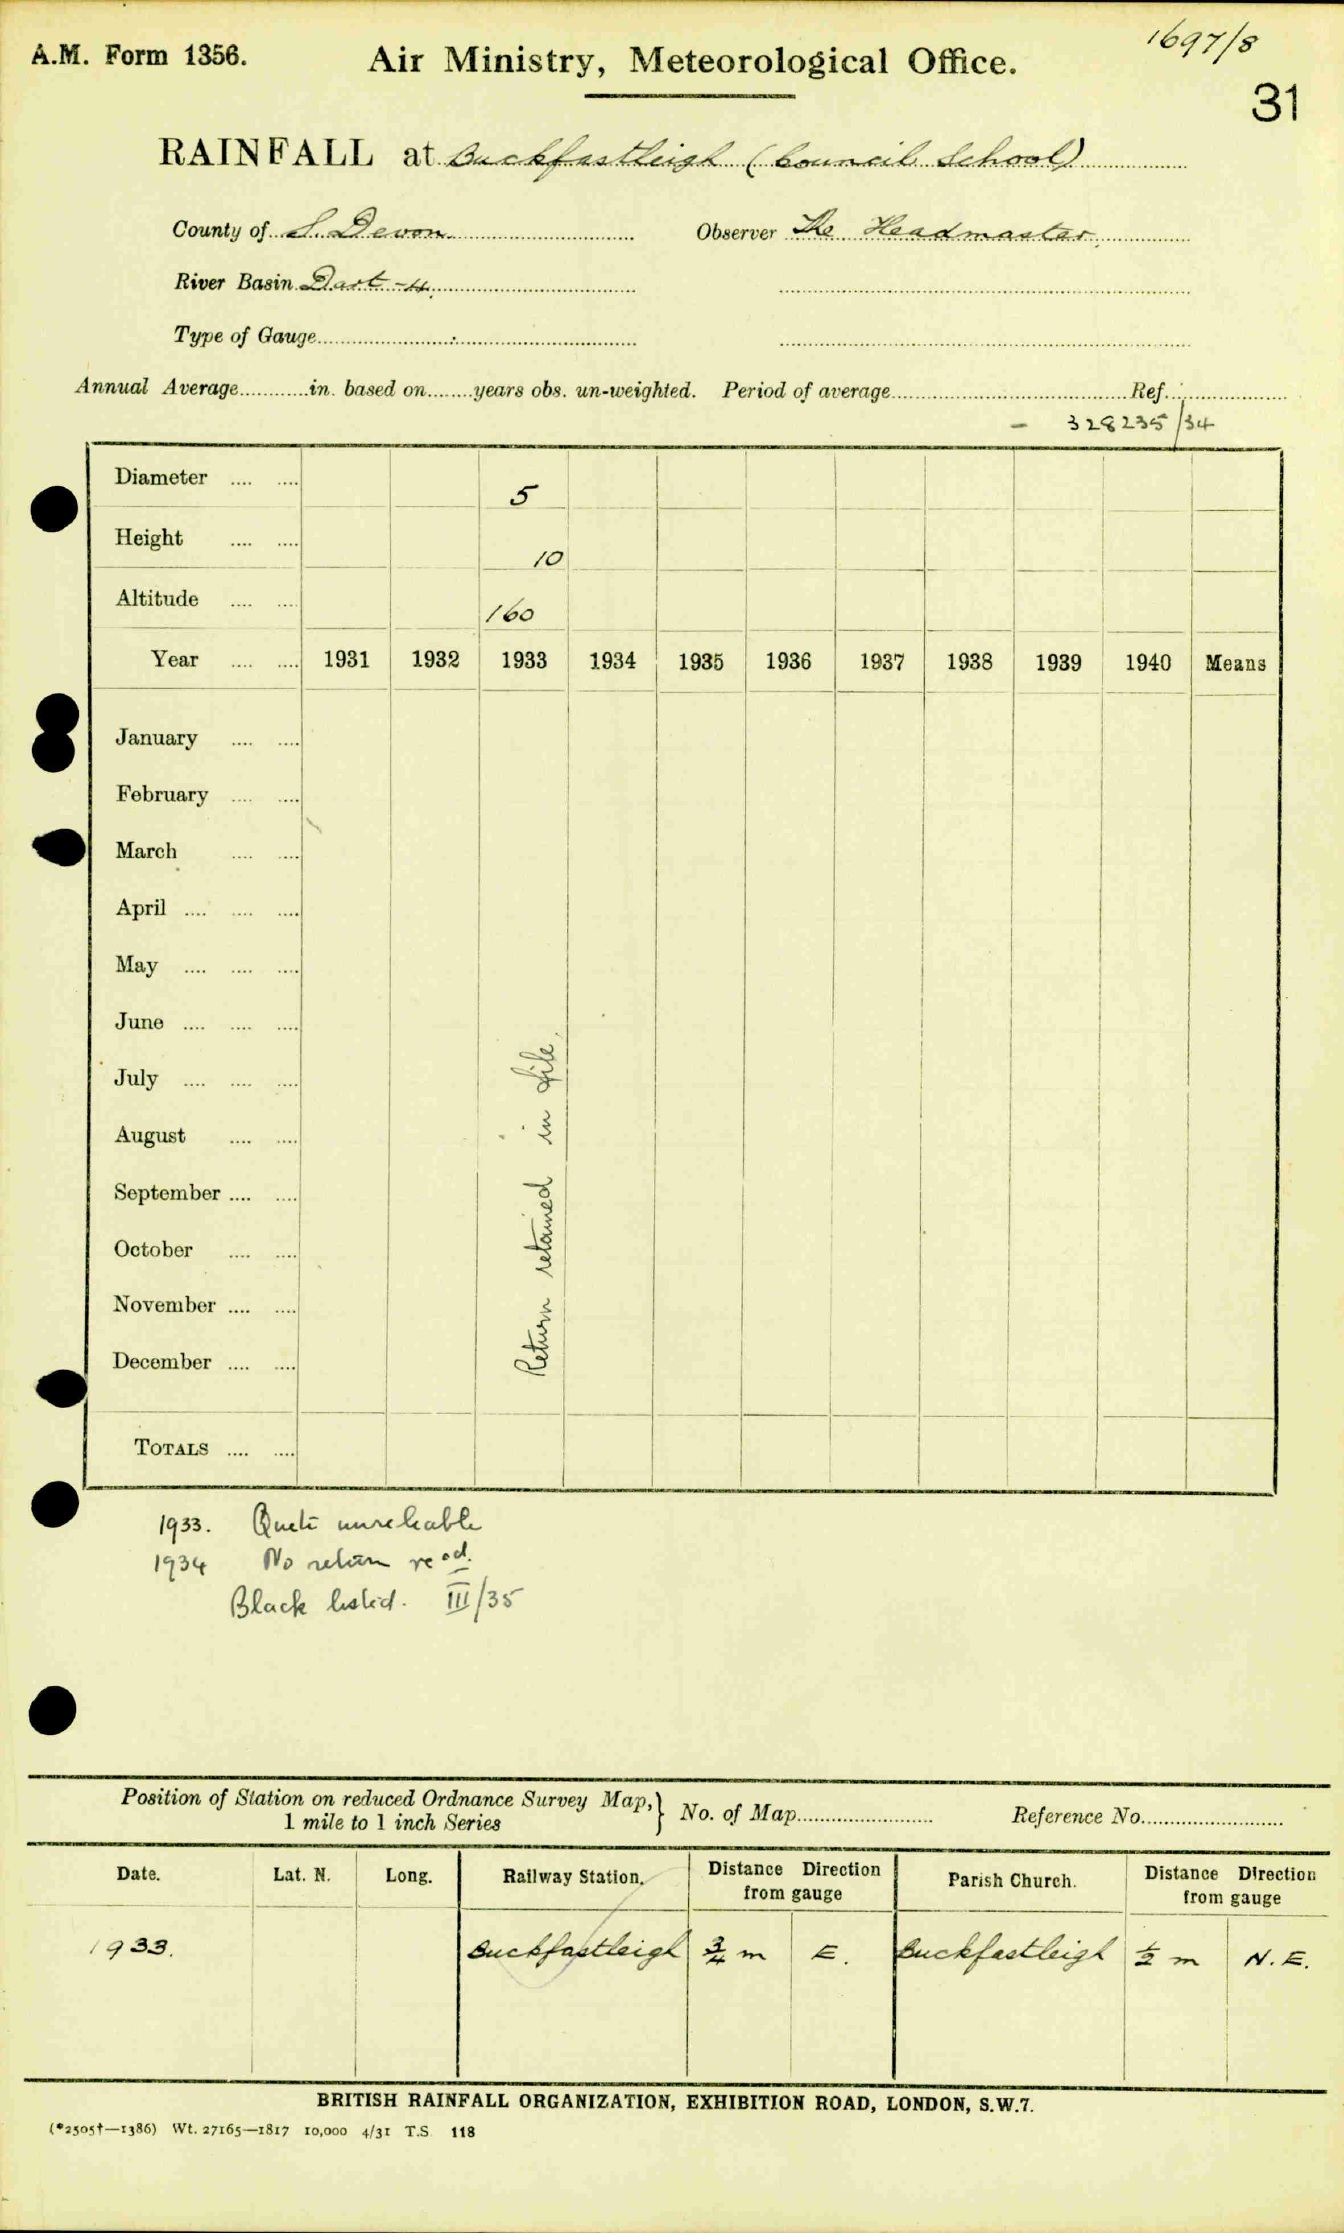 A.M. Form 1356. Air Ministry, Meteorological Office. 1697/8
31
RAINFALL at Buckfastleigh (Council School)
County of S. Devon Observer The Headmaster.
River Basin Dart - 4.
Type of Gauge
Annual Average in. based on years obs. un-weighted. Period of average Ref.
- 328235/34
Diameter 5
Height 10
Altitude 160
Year 1931 1932 1933 1934 1935 1936 1937 1938 1939 1940 Means
January
February
March
April
May
June
July
August
September
October
November
December
Return retained in file.
TOTALS
1933. Quite unreliable
1934 No return recd.
Black listed. III/35
Position of Station on reduced Ordnance Survey Map, } No. of Map Reference No.
1 mile to 1 inch Series
Date. Lat. N. Long. Railway Station. Distance Direction from gauge Parish Church. Distance Direction from gauge
1933. Buckfastleigh 3/4 m E. Buckfastleigh 1/2 m N.E.
BRITISH RAINFALL ORGANIZATION, EXHIBITION ROAD, LONDON, S.W.7.
(*2505†—1386) Wt. 27165—1817 10,000 4/31 T.S. 118